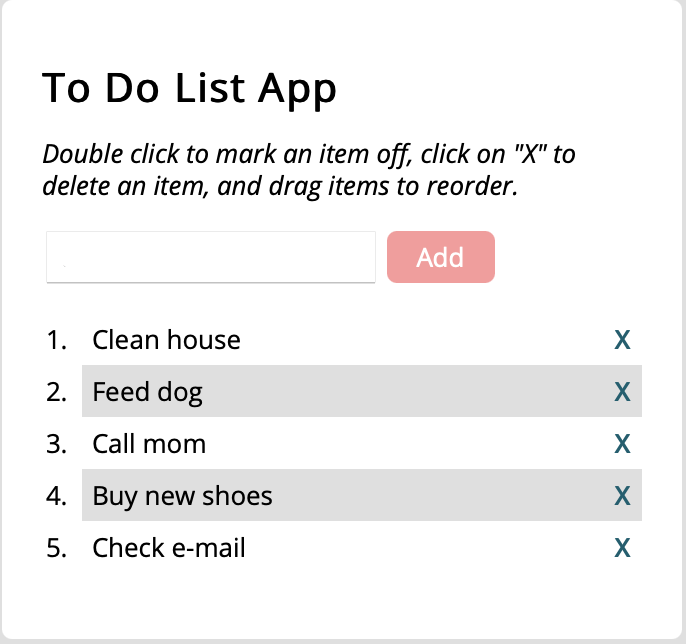 To Do List App
Double click to mark an item off, click on "X" to
delete an item, and drag items to reorder.
Add
1. Clean house X
2. Feed dog X
3. Call mom X
4. Buy new shoes X
5. Check e-mail X